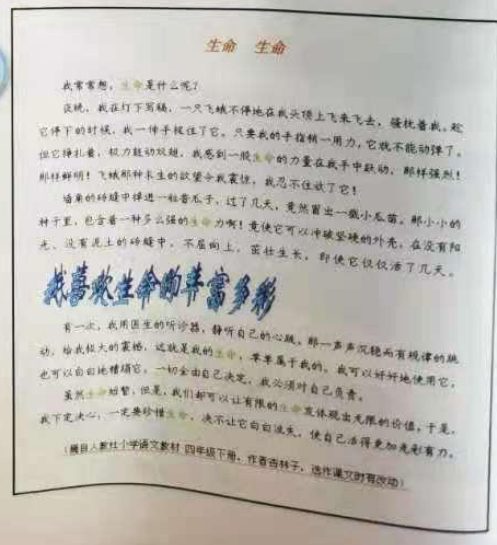 生命 生命
我常常想，生命是什么呢？
夜晚，我在灯下写稿，一只飞蛾不停地在我头顶上飞来飞去，骚扰着我。趁
它停下的时候，我一伸手捉住了它。只要我的手指稍一用力，它就不能动弹了。
但它挣扎着，极力鼓动双翅，我感到一股生命的力量在我手中跃动，那样强烈！
那样鲜明！飞蛾那种求生的欲望令我震惊，我忍不住放了它！
墙角的砖缝中掉进一粒香瓜子，过了几天，竟然冒出一截小瓜苗。那小小的
种子里，包含着一种多么强的生命力啊！竟使它可以冲破坚硬的外壳，在没有阳
光、没有泥土的砖缝中，不屈向上，茁壮生长，即使它仅仅活了几天。
我喜欢生命的丰富多彩
有一次，我用医生的听诊器，静听自己的心跳，那一声声沉稳而有规律的跳
动，给我极大的震撼，这就是我的生命，单单属于我的。我可以好好地使用它，
也可以白白地糟蹋它。一切全由自己决定，我必须对自己负责。
虽然生命短暂，但是，我们却可以让有限的生命发体现出无限的价值。于是，
我下定决心，一定要珍惜生命，决不让它白白流失，使自己活得更加光彩有力。
（摘自人教社小学语文教材 四年级下册，作者杏林子，选作课文时有改动）